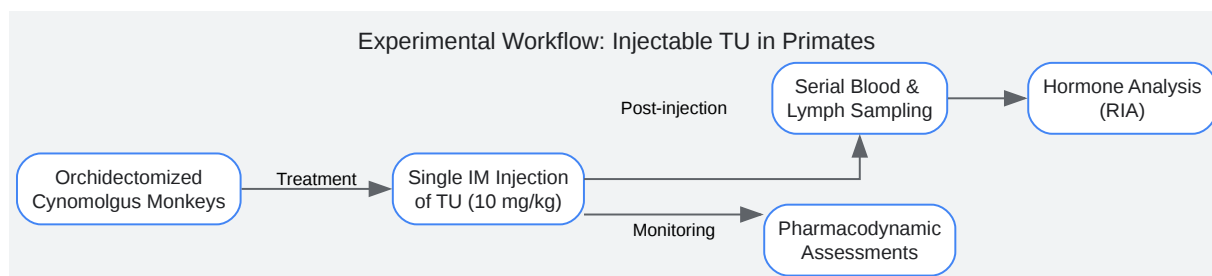 Experimental Workflow: Injectable TU in Primates
Orchidectomized
Cynomolgus Monkeys
Treatment
Single IM Injection
of TU (10 mg/kg)
Post-injection
Serial Blood &
Lymph Sampling
Hormone Analysis
(RIA)
Monitoring
Pharmacodynamic
Assessments